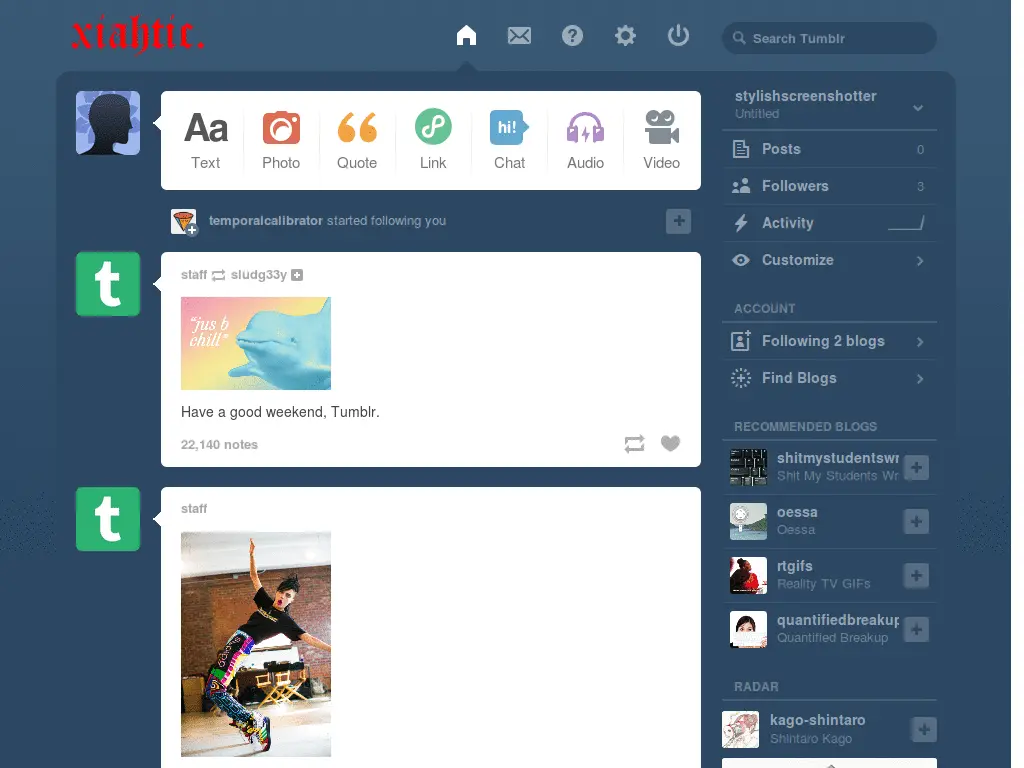 xiahtic.
Search Tumblr
Aa
hi!
Text
Photo
Quote
Link
Chat
Audio
Video
temporalcalibrator started following you
staff sludg33y
"jus b
chill"
Have a good weekend, Tumblr.
22,140 notes
staff
stylishscreenshotter
Untitled
Posts 0
Followers 3
Activity
Customize
ACCOUNT
Following 2 blogs
Find Blogs
RECOMMENDED BLOGS
shitmystudentswr
Shit My Students Wr
oessa
Oessa
rtgifs
Reality TV GIFs
quantifiedbreakup
Quantified Breakup
RADAR
kago-shintaro
Shintaro Kago